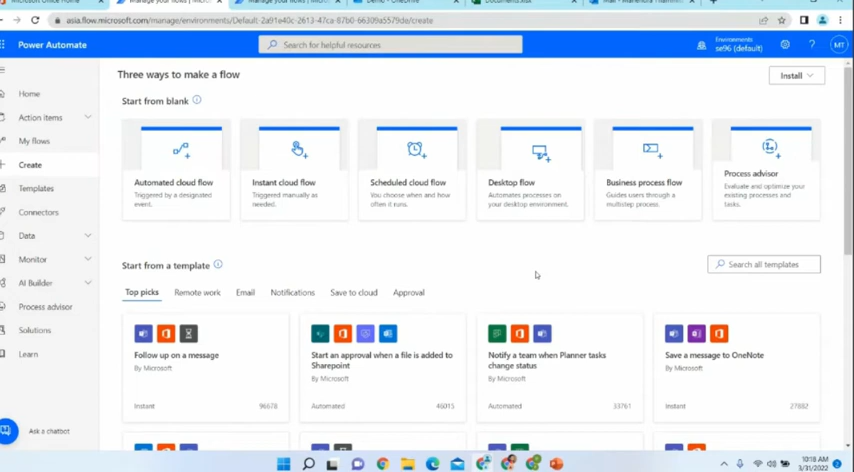 Microsoft Office Home
Manage your flows | Microsoft
Manage your flows | Microsoft
Demo - OneDrive
Documents.xlsx
asia.flow.microsoft.com/manage/environments/Default-2a91e40c-2613-47ca-87b0-66309a5579de/create
Power Automate
Search for helpful resources
Environments
se96 (default)
MT
Home
Action items
My flows
Create
Templates
Connectors
Data
Monitor
AI Builder
Process advisor
Solutions
Learn
Ask a chatbot
Three ways to make a flow
Install
Start from blank
Automated cloud flow
Triggered by a designated
event.
Instant cloud flow
Triggered manually as
needed.
Scheduled cloud flow
You choose when and how
often it runs.
Desktop flow
Automates processes on
your desktop environment.
Business process flow
Guides users through a
multistep process.
Process advisor
Evaluate and optimize your
existing processes and
tasks.
Start from a template
Search all templates
Top picks
Remote work
Email
Notifications
Save to cloud
Approval
Follow up on a message
By Microsoft
Instant
96678
Start an approval when a file is added to
Sharepoint
By Microsoft
Automated
46015
Notify a team when Planner tasks
change status
By Microsoft
Automated
33761
Save a message to OneNote
By Microsoft
Instant
27882
10:18 AM
3/31/2022